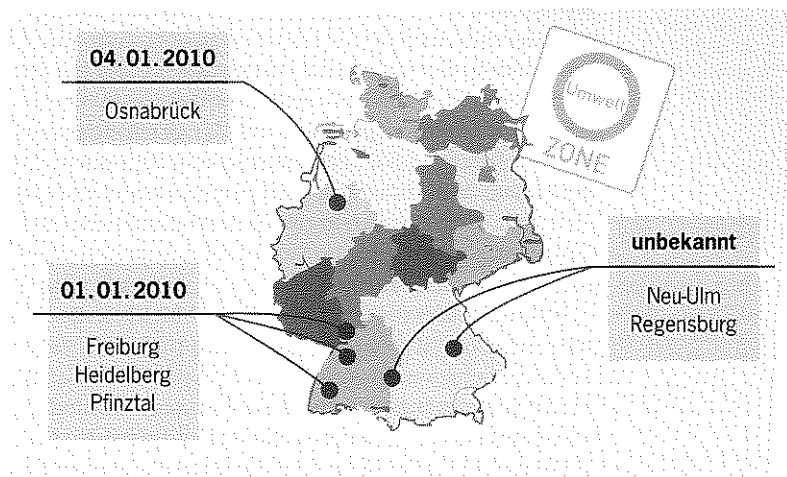 04.01.2010
Osnabrück
Umwelt
ZONE
unbekannt
Neu-Ulm
Regensburg
01.01.2010
Freiburg
Heidelberg
Pfinztal